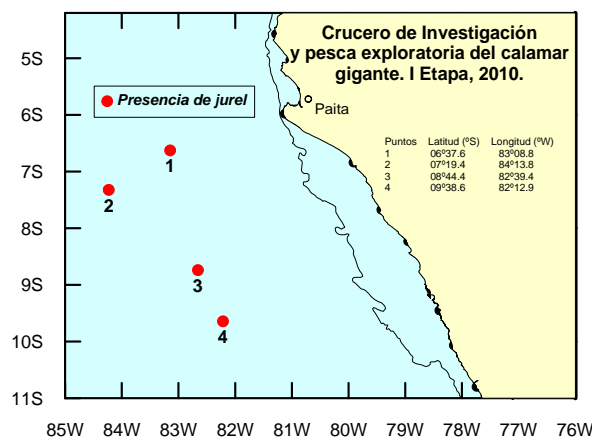 Crucero de Investigación
y pesca exploratoria del calamar
gigante. I Etapa, 2010.
Presencia de jurel
Paita
Puntos Latitud (ºS) Longitud (ºW)
1 06º37.6 83º08.8
2 07º19.4 84º13.8
3 08º44.4 82º39.4
4 09º38.6 82º12.9
1
2
3
4
5S
6S
7S
8S
9S
10S
11S
85W 84W 83W 82W 81W 80W 79W 78W 77W 76W